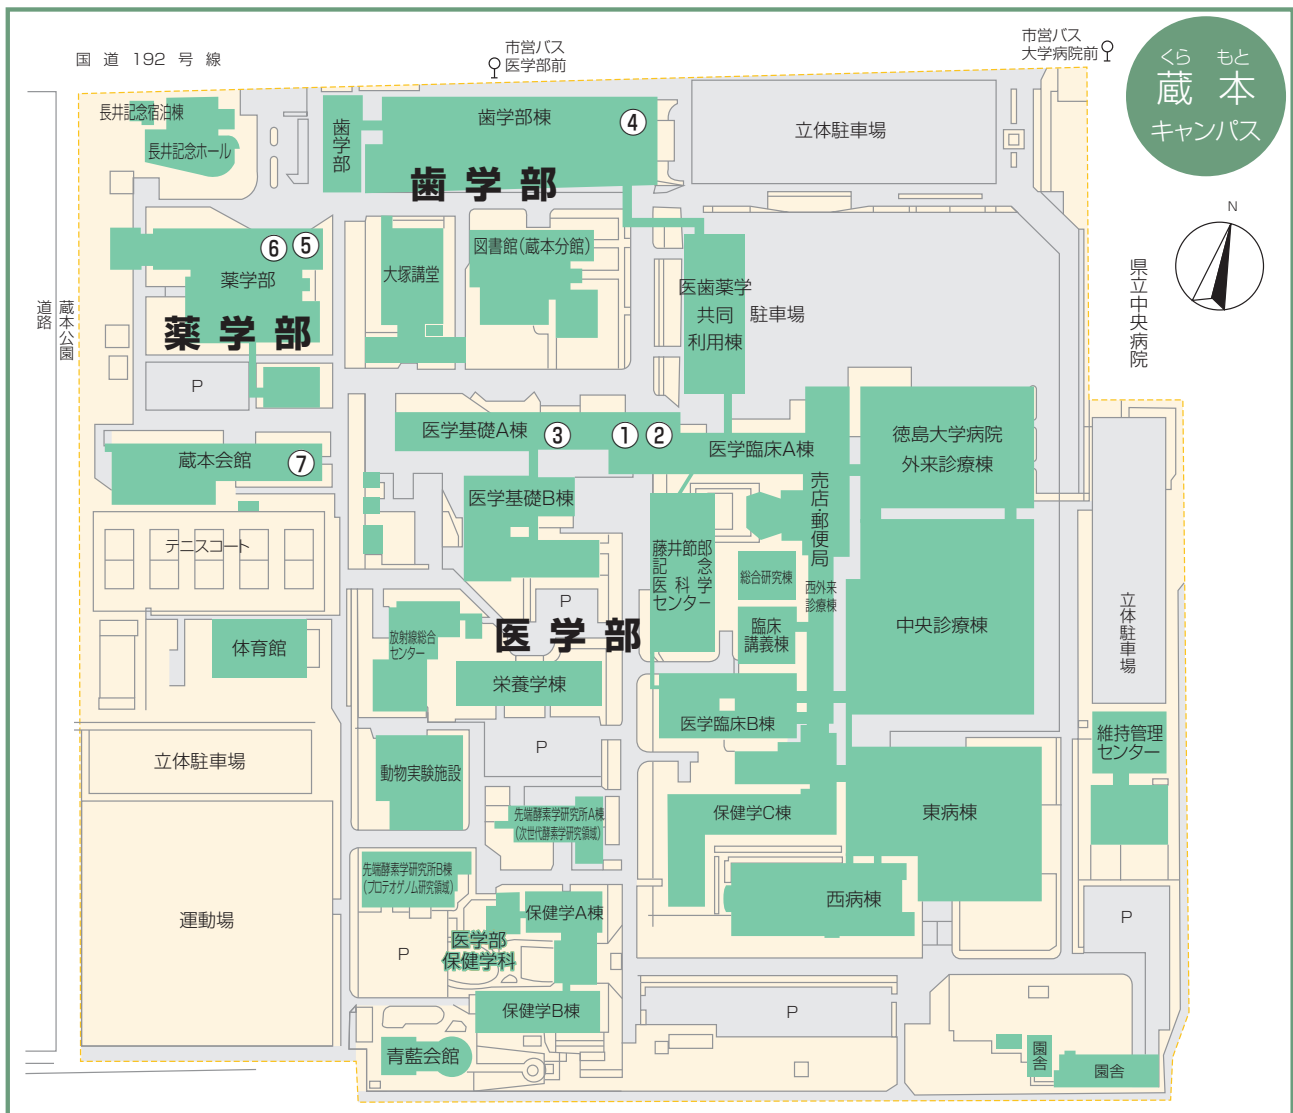 国道192号線
市営バス
医学部前
市営バス
大学病院前
くらもと
蔵本
キャンパス
N
県立中央病院
道路
蔵本公園
長井記念宿泊棟
長井記念ホール
歯学部
歯学部棟
④
立体駐車場
歯学部
⑥
⑤
薬学部
薬学部
大塚講堂
図書館(蔵本分館)
医歯薬学
共同
利用棟
駐車場
P
医学基礎A棟
③
①
②
医学臨床A棟
徳島大学病院
外来診療棟
売店・郵便局
蔵本会館
⑦
医学基礎B棟
テニスコート
藤井節郎
記念
医科学
センター
総合研究棟
西外来
診療棟
臨床
講義棟
中央診療棟
立体駐車場
P
医学部
放射線総合
センター
体育館
栄養学棟
医学臨床B棟
維持管理
センター
立体駐車場
P
動物実験施設
先端酵素学研究所A棟
(次世代酵素学研究領域)
保健学C棟
東病棟
先端酵素学研究所B棟
(プロテオゲノム研究領域)
西病棟
運動場
保健学A棟
P
医学部
保健学科
P
保健学B棟
P
青藍会館
園舎
園舎